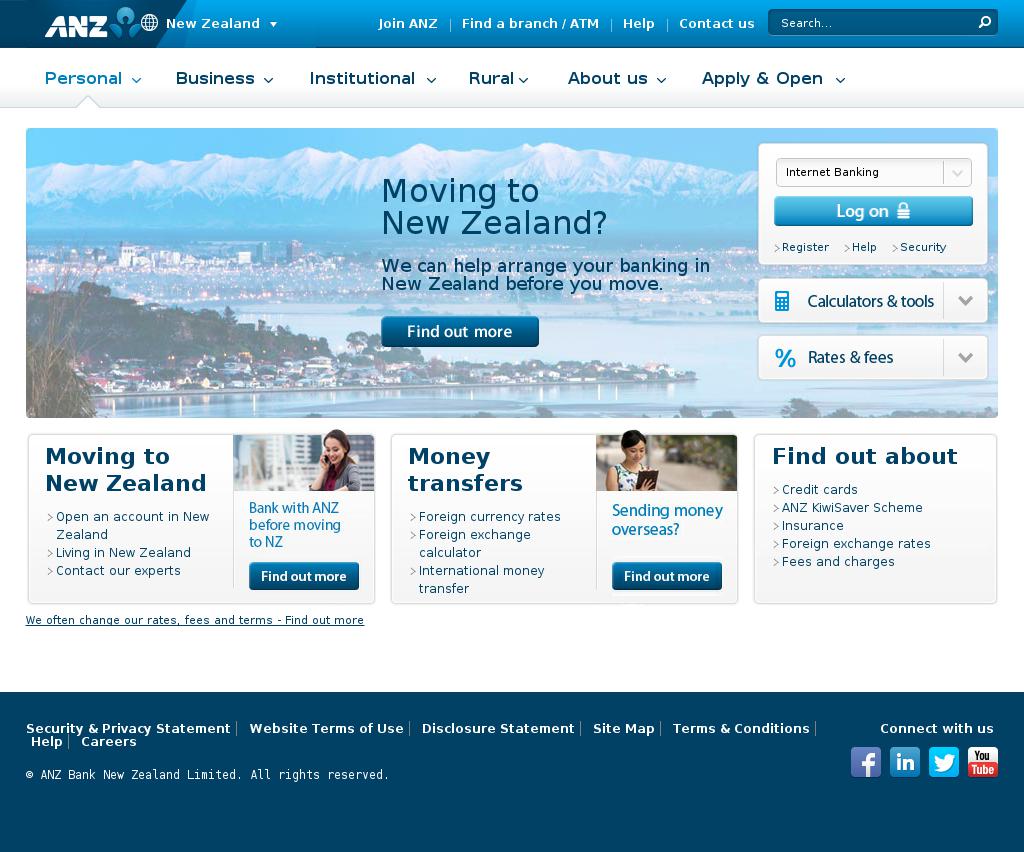 ANZ New Zealand Join ANZ Find a branch / ATM Help Contact us Search...
Personal Business Institutional Rural About us Apply & Open
Moving to
New Zealand?
We can help arrange your banking in
New Zealand before you move.
Find out more
Internet Banking
Log on
Register Help Security
Calculators & tools
% Rates & fees
Moving to
New Zealand
Open an account in New
Zealand
Living in New Zealand
Contact our experts
Bank with ANZ
before moving
to NZ
Find out more
Money
transfers
Foreign currency rates
Foreign exchange
calculator
International money
transfer
Sending money
overseas?
Find out more
Find out about
Credit cards
ANZ KiwiSaver Scheme
Insurance
Foreign exchange rates
Fees and charges
We often change our rates, fees and terms - Find out more
Security & Privacy Statement Website Terms of Use Disclosure Statement Site Map Terms & Conditions
Help Careers
Connect with us
f in You Tube
© ANZ Bank New Zealand Limited. All rights reserved.